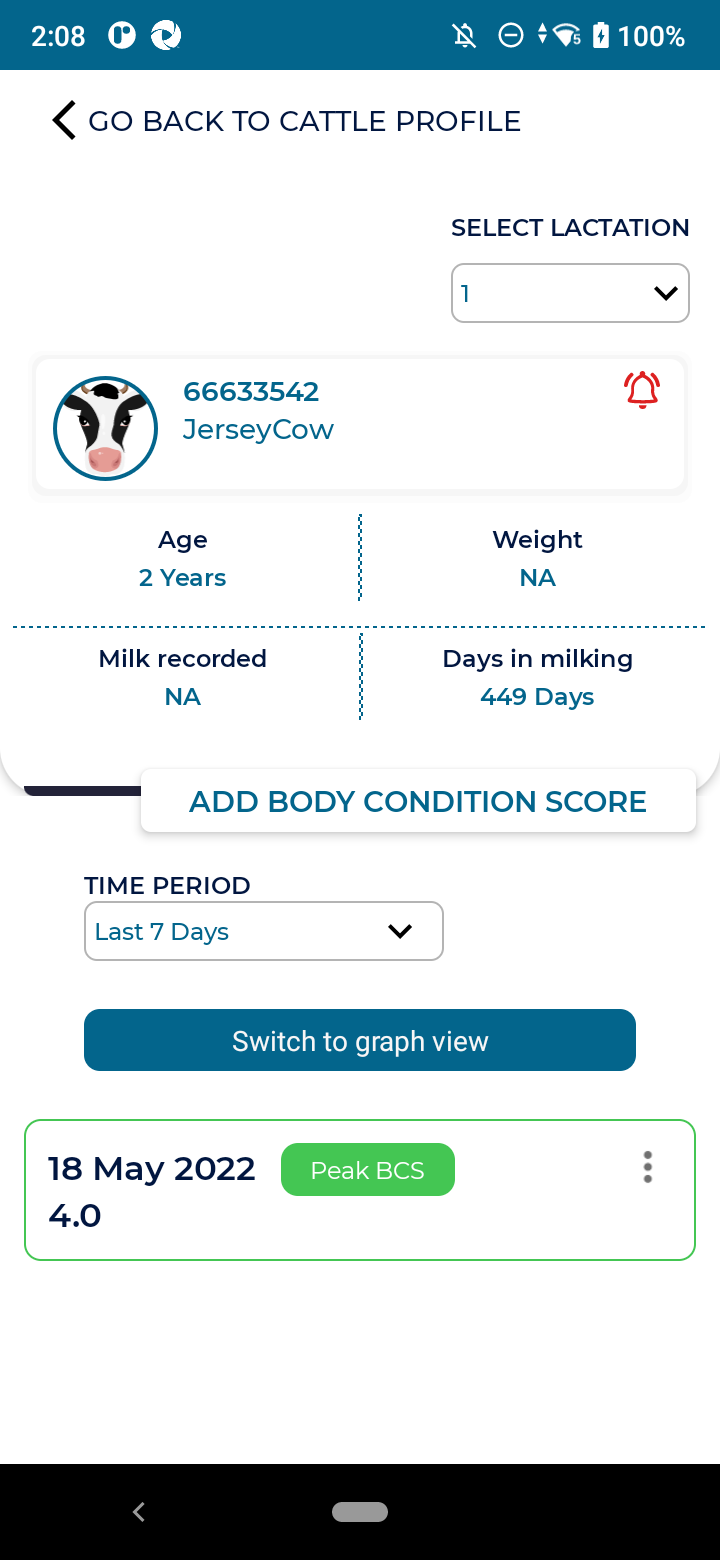 2:08
100%
GO BACK TO CATTLE PROFILE
SELECT LACTATION
1
66633542
JerseyCow
Age
2 Years
Weight
NA
Milk recorded
NA
Days in milking
449 Days
ADD BODY CONDITION SCORE
TIME PERIOD
Last 7 Days
Switch to graph view
18 May 2022
Peak BCS
4.0